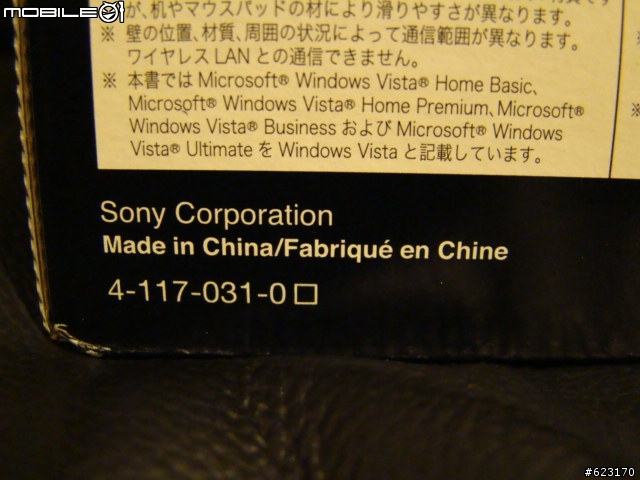 MOBILE01
が、机やマウスパッドの材により滑りやすさが異なります。
※ 壁の位置、材質、周囲の状況によって通信範囲が異なります。
ワイヤレス LAN との通信できません。
※ 本書では Microsoft® Windows Vista® Home Basic、
Microsoft® Windows Vista® Home Premium、Microsoft®
Windows Vista® Business および Microsoft® Windows
Vista® Ultimate を Windows Vista と記載しています。
Sony Corporation
Made in China/Fabriqué en Chine
4-117-031-0□
#623170